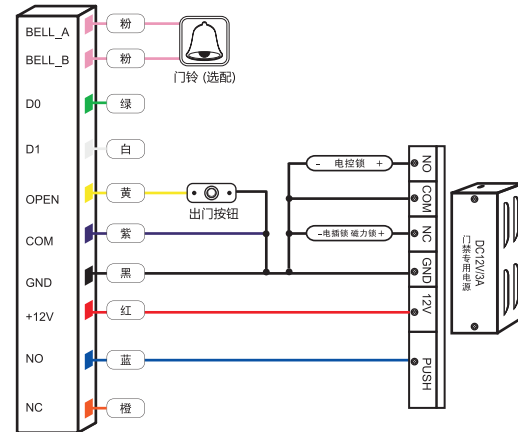 BELL_A
粉
BELL_B
粉
门铃 (选配)
D0
绿
D1
白
OPEN
黄
出门按钮
COM
紫
GND
黑
+12V
红
NO
蓝
NC
橙
- 电控锁 +
-电插锁 磁力锁+
NO
COM
NC
GND
12V
PUSH
DC12V/3A
门禁专用电源